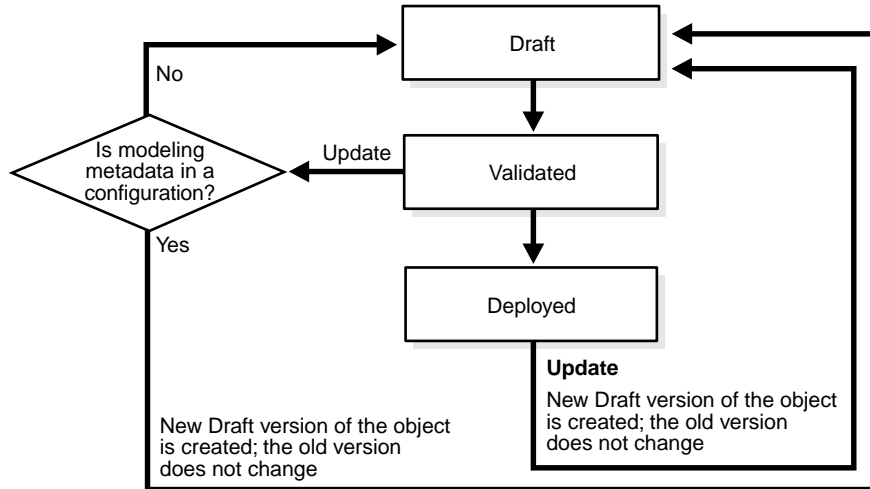 Draft
No
Is modeling
metadata in a
configuration?
Update
Validated
Yes
Deployed
Update
New Draft version of the object
is created; the old version
does not change
New Draft version of the object
is created; the old version
does not change